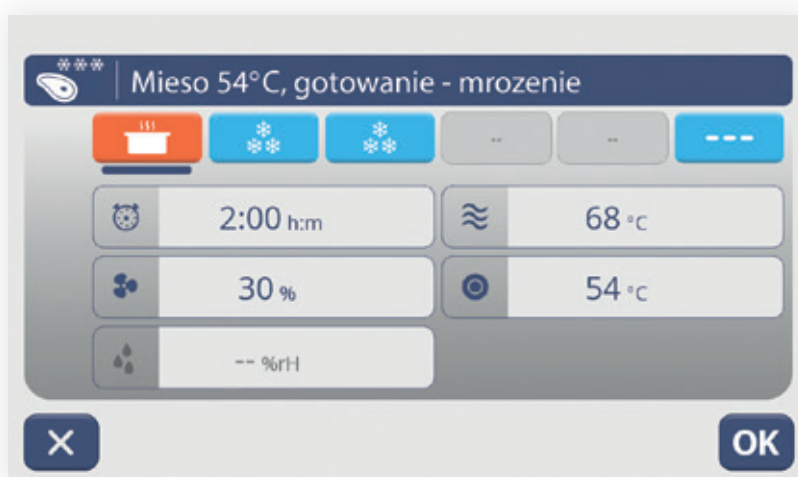 Mieso 54°C, gotowanie - mrozenie
-- -- ---
2:00 h:m 68 °C
30 % 54 °C
-- %rH
OK